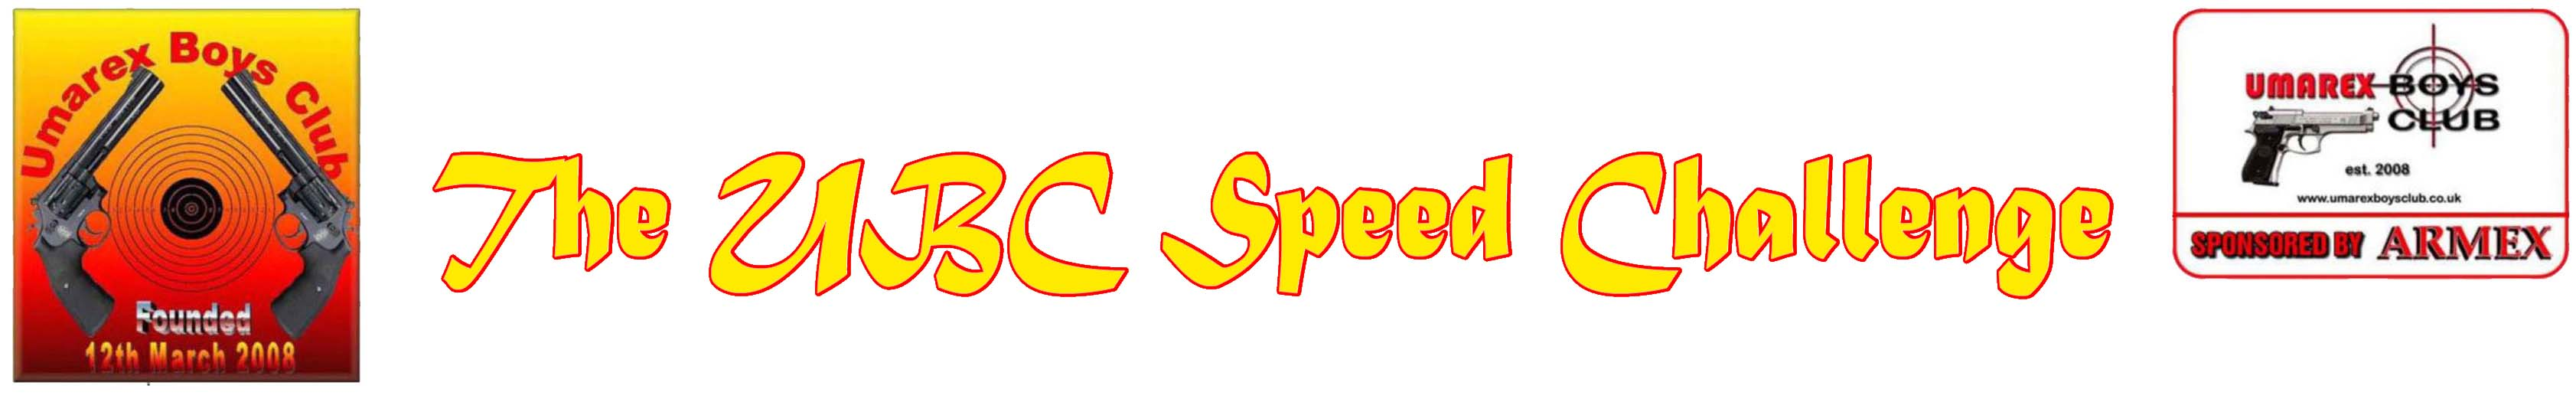 Umarex Boys Club
Founded
12th March 2008
The UBC Speed Challenge
UMAREX BOYS
CLUB
est. 2008
www.umarexboysclub.co.uk
SPONSORED BY ARMEX